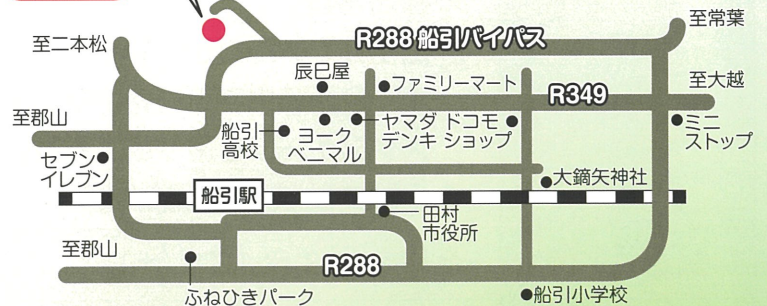 至常葉
R288 船引バイパス
至二本松
辰巳屋
ファミリーマート
至大越
R349
至郡山
船引
高校
ヨーク
ベニマル
ヤマダ
デンキ
ドコモ
ショップ
ミニ
ストップ
セブン
イレブン
大鏑矢神社
船引駅
田村
市役所
至郡山
R288
ふねひきパーク
船引小学校